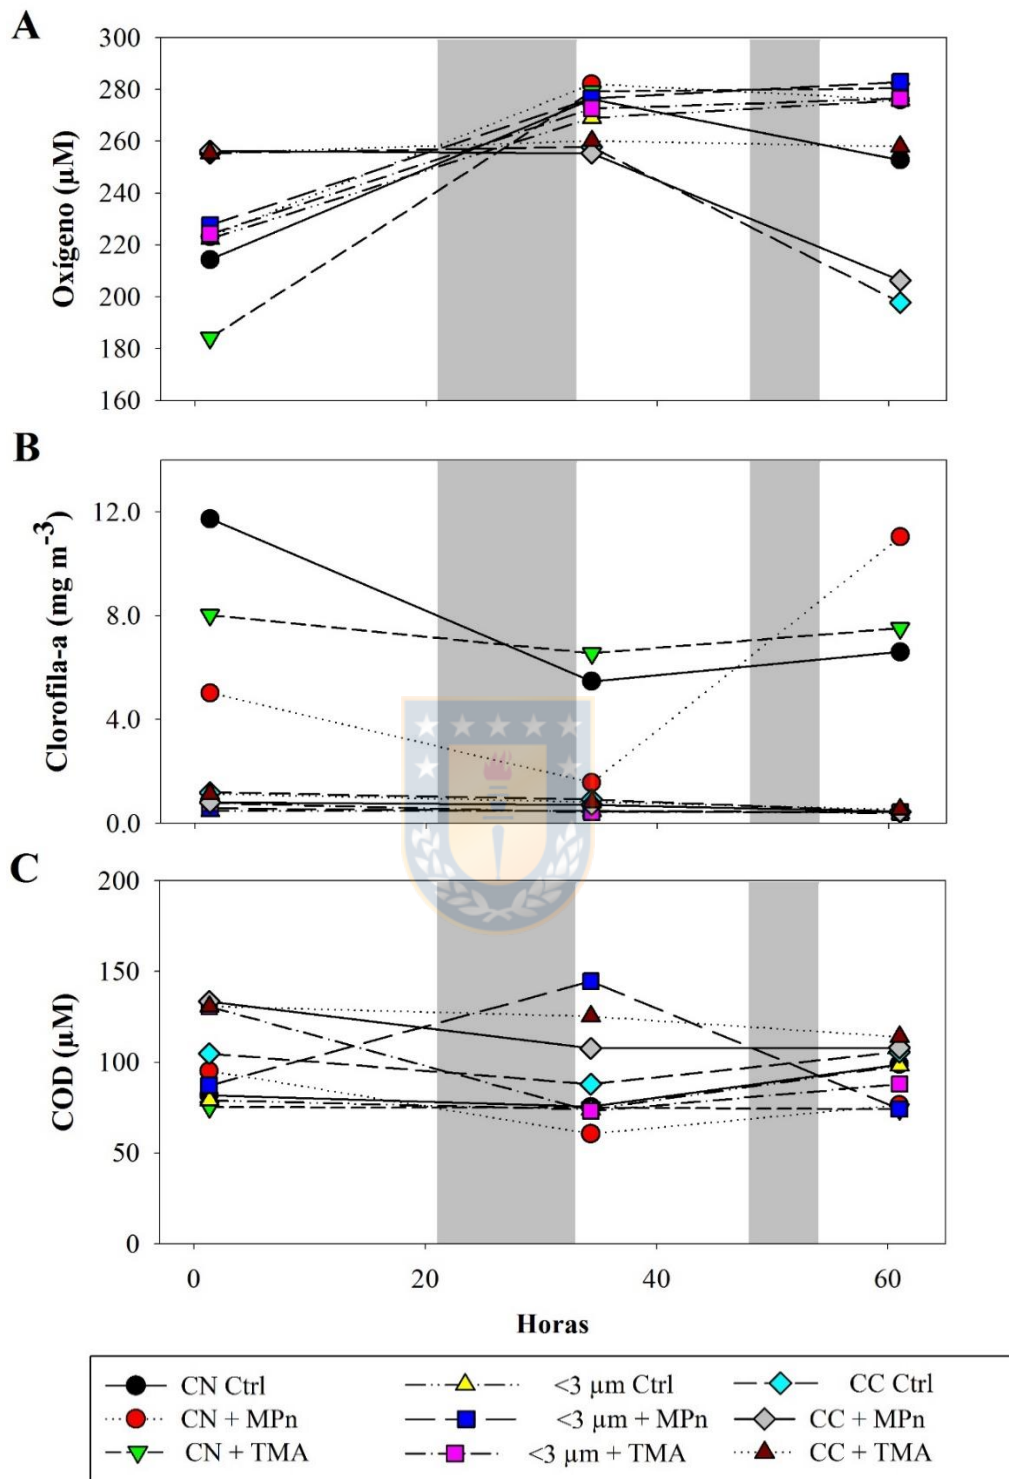 A
300
280
260
240
220
200
180
160
Oxígeno (µM)
B
12.0
8.0
4.0
0.0
Clorofila-a (mg m⁻³)
C
200
150
100
50
0
COD (µM)
0 20 40 60
Horas
CN Ctrl <3 µm Ctrl CC Ctrl
CN + MPn <3 µm + MPn CC + MPn
CN + TMA <3 µm + TMA CC + TMA